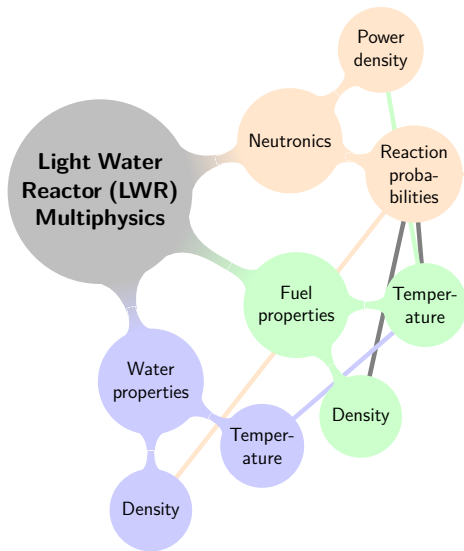 Power
density
Neutronics
Light Water
Reactor (LWR)
Multiphysics
Reaction
proba-
bilities
Fuel
properties
Temper-
ature
Water
properties
Density
Temper-
ature
Density